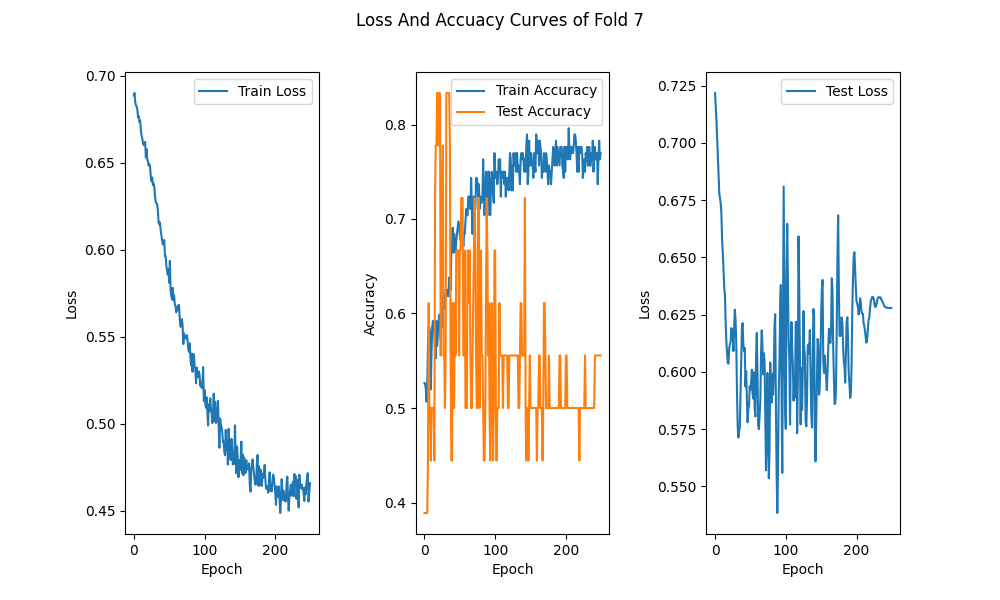 Loss And Accuacy Curves of Fold 7
Train Loss
0.70
0.65
0.60
0.55
0.50
0.45
Loss
0
100
200
Epoch
Train Accuracy
Test Accuracy
0.8
0.7
0.6
0.5
0.4
Accuracy
0
100
200
Epoch
Test Loss
0.725
0.700
0.675
0.650
0.625
0.600
0.575
0.550
Loss
0
100
200
Epoch